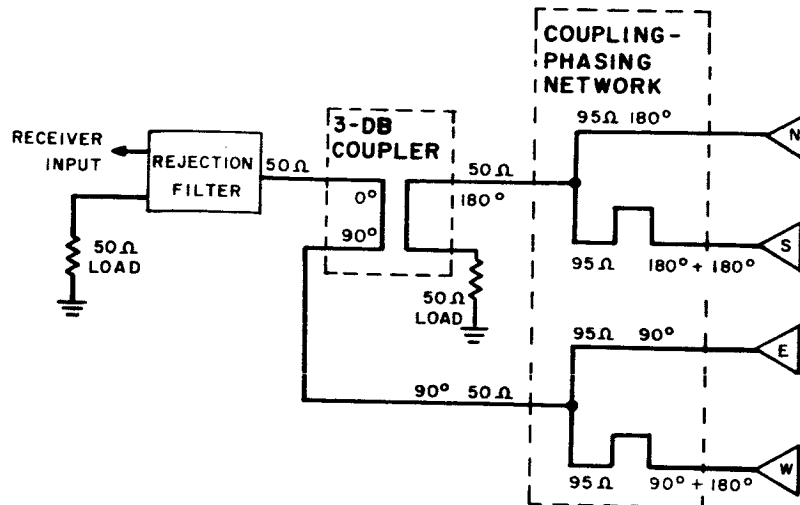 COUPLING-
PHASING
NETWORK
95Ω 180°
N
3-DB
COUPLER
RECEIVER
INPUT
REJECTION
FILTER
50Ω
0°
50Ω
180°
90°
95Ω
180° + 180°
S
50Ω
LOAD
50Ω
LOAD
95Ω 90°
E
90° 50Ω
95Ω
90° + 180°
W